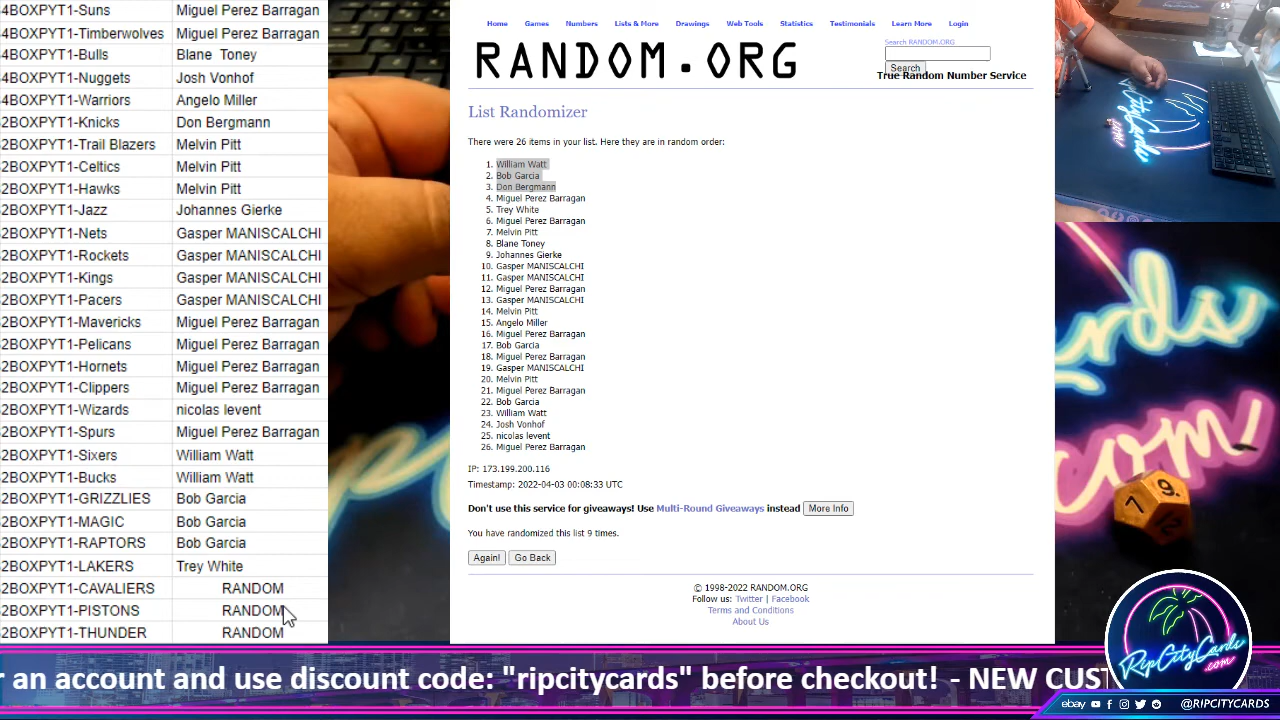 4BOXPYT1-Suns Miguel Perez Barragan
4BOXPYT1-Timberwolves Miguel Perez Barragan
4BOXPYT1-Bulls Blane Toney
4BOXPYT1-Nuggets Josh Vonhof
4BOXPYT1-Warriors Angelo Miller
4BOXPYT1-Knicks Don Bergmann
2BOXPYT1-Trail Blazers Melvin Pitt
2BOXPYT1-Celtics Melvin Pitt
2BOXPYT1-Hawks Melvin Pitt
2BOXPYT1-Jazz Johannes Gierke
2BOXPYT1-Nets Gasper MANISCALCHI
2BOXPYT1-Rockets Gasper MANISCALCHI
2BOXPYT1-Kings Gasper MANISCALCHI
2BOXPYT1-Pacers Gasper MANISCALCHI
2BOXPYT1-Mavericks Miguel Perez Barragan
2BOXPYT1-Pelicans Miguel Perez Barragan
2BOXPYT1-Hornets Miguel Perez Barragan
2BOXPYT1-Clippers Miguel Perez Barragan
2BOXPYT1-Wizards nicolas levent
2BOXPYT1-Spurs Miguel Perez Barragan
2BOXPYT1-Sixers William Watt
2BOXPYT1-Bucks William Watt
2BOXPYT1-GRIZZLIES Bob Garcia
2BOXPYT1-MAGIC Bob Garcia
2BOXPYT1-RAPTORS Bob Garcia
2BOXPYT1-LAKERS Trey White
2BOXPYT1-CAVALIERS RANDOM
2BOXPYT1-PISTONS RANDOM
2BOXPYT1-THUNDER RANDOM
Home Games Numbers Lists & More Drawings Web Tools Statistics Testimonials Learn More Login
RANDOM.ORG
Search RANDOM.ORG
Search
True Random Number Service
List Randomizer
There were 26 items in your list. Here they are in random order:
1. William Watt
2. Bob Garcia
3. Don Bergmann
4. Miguel Perez Barragan
5. Trey White
6. Miguel Perez Barragan
7. Melvin Pitt
8. Blane Toney
9. Johannes Gierke
10. Gasper MANISCALCHI
11. Gasper MANISCALCHI
12. Miguel Perez Barragan
13. Gasper MANISCALCHI
14. Melvin Pitt
15. Angelo Miller
16. Miguel Perez Barragan
17. Bob Garcia
18. Miguel Perez Barragan
19. Gasper MANISCALCHI
20. Melvin Pitt
21. Miguel Perez Barragan
22. Bob Garcia
23. William Watt
24. Josh Vonhof
25. nicolas levent
26. Miguel Perez Barragan
IP: 173.199.200.116
Timestamp: 2022-04-03 00:08:33 UTC
Don't use this service for giveaways! Use Multi-Round Giveaways instead More Info
You have randomized this list 9 times.
Again! Go Back
© 1998-2022 RANDOM.ORG
Follow us: Twitter | Facebook
Terms and Conditions
About Us
r an account and use discount code: "ripcitycards" before checkout! - NEW CUST
RipCityCards
.com
ebay @RIPCITYCARDS